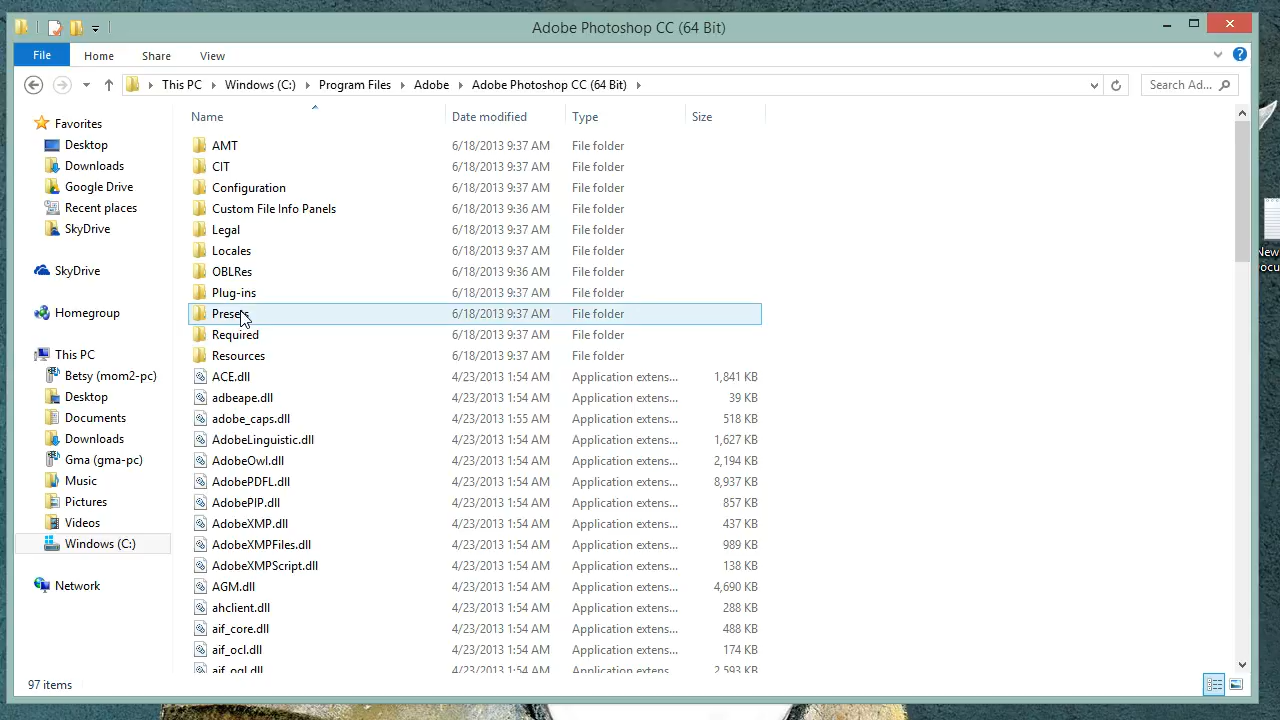 Adobe Photoshop CC (64 Bit)
File Home Share View
This PC Windows (C:) Program Files Adobe Adobe Photoshop CC (64 Bit) Search Ad...
Name Date modified Type Size
Favorites
Desktop
Downloads
Google Drive
Recent places
SkyDrive
SkyDrive
Homegroup
This PC
Betsy (mom2-pc)
Desktop
Documents
Downloads
Gma (gma-pc)
Music
Pictures
Videos
Windows (C:)
Network
AMT 6/18/2013 9:37 AM File folder
CIT 6/18/2013 9:37 AM File folder
Configuration 6/18/2013 9:37 AM File folder
Custom File Info Panels 6/18/2013 9:36 AM File folder
Legal 6/18/2013 9:37 AM File folder
Locales 6/18/2013 9:37 AM File folder
OBLRes 6/18/2013 9:36 AM File folder
Plug-ins 6/18/2013 9:37 AM File folder
Presets 6/18/2013 9:37 AM File folder
Required 6/18/2013 9:37 AM File folder
Resources 6/18/2013 9:37 AM File folder
ACE.dll 4/23/2013 1:54 AM Application extens... 1,841 KB
adbeape.dll 4/23/2013 1:54 AM Application extens... 39 KB
adobe_caps.dll 4/23/2013 1:55 AM Application extens... 518 KB
AdobeLinguistic.dll 4/23/2013 1:54 AM Application extens... 1,627 KB
AdobeOwl.dll 4/23/2013 1:54 AM Application extens... 2,194 KB
AdobePDFL.dll 4/23/2013 1:54 AM Application extens... 8,937 KB
AdobePIP.dll 4/23/2013 1:54 AM Application extens... 857 KB
AdobeXMP.dll 4/23/2013 1:54 AM Application extens... 437 KB
AdobeXMPFiles.dll 4/23/2013 1:54 AM Application extens... 989 KB
AdobeXMPScript.dll 4/23/2013 1:54 AM Application extens... 138 KB
AGM.dll 4/23/2013 1:54 AM Application extens... 4,690 KB
ahclient.dll 4/23/2013 1:54 AM Application extens... 288 KB
aif_core.dll 4/23/2013 1:54 AM Application extens... 488 KB
aif_ocl.dll 4/23/2013 1:54 AM Application extens... 174 KB
aif_ogl.dll 4/23/2013 1:54 AM Application extens... 2,593 KB
97 items
New
ocu